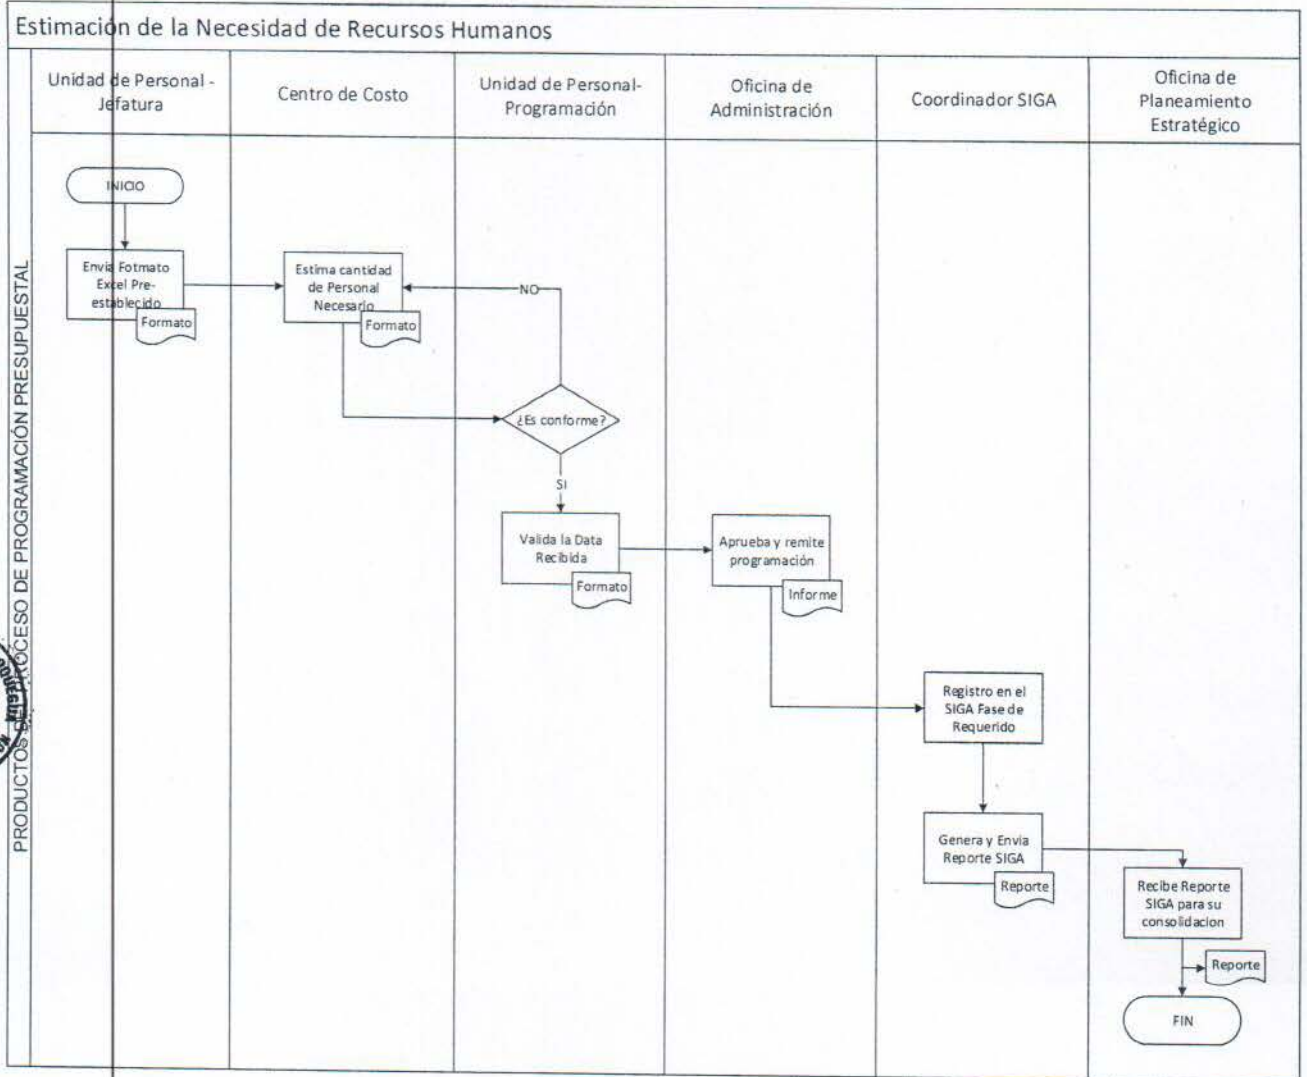 Estimación de la Necesidad de Recursos Humanos
Unidad de Personal -
Jefatura
Centro de Costo
Unidad de Personal-
Programación
Oficina de
Administración
Coordinador SIGA
Oficina de
Planeamiento
Estratégico
PRODUCTOS DEL PROCESO DE PROGRAMACIÓN PRESUPUESTAL
INICIO
Envia Fotmato
Excel Pre-
establecido
Formato
Estima cantidad
de Personal
Necesario
Formato
NO
¿Es conforme?
SI
Valida la Data
Recibida
Formato
Aprueba y remite
programación
Informe
Registro en el
SIGA Fase de
Requerido
Genera y Envia
Reporte SIGA
Reporte
Recibe Reporte
SIGA para su
consolidacion
Reporte
FIN